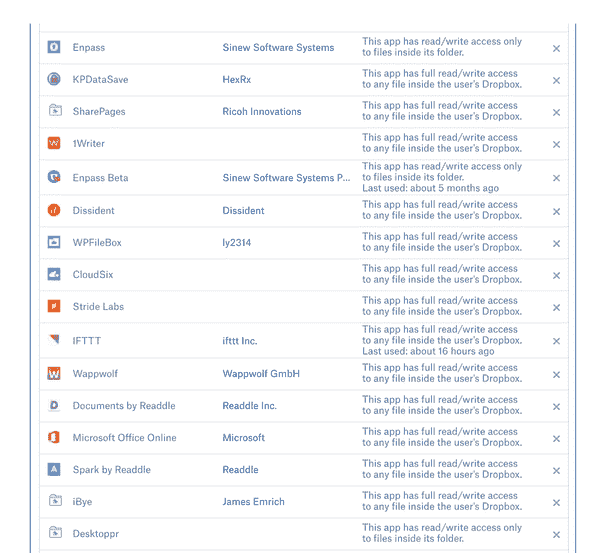 Enpass Sinew Software Systems This app has read/write access only
to files inside its folder.
KPDataSave HexRx This app has full read/write access
to any file inside the user's Dropbox.
SharePages Ricoh Innovations This app has full read/write access
to any file inside the user's Dropbox.
1Writer This app has full read/write access
to any file inside the user's Dropbox.
Enpass Beta Sinew Software Systems P... This app has read/write access only
to files inside its folder.
Last used: about 5 months ago
Dissident Dissident This app has full read/write access
to any file inside the user's Dropbox.
WPFileBox ly2314 This app has full read/write access
to any file inside the user's Dropbox.
CloudSix This app has full read/write access
to any file inside the user's Dropbox.
Stride Labs This app has full read/write access
to any file inside the user's Dropbox.
IFTTT ifttt Inc. This app has full read/write access
to any file inside the user's Dropbox.
Last used: about 16 hours ago
Wappwolf Wappwolf GmbH This app has full read/write access
to any file inside the user's Dropbox.
Documents by Readdle Readdle Inc. This app has full read/write access
to any file inside the user's Dropbox.
Microsoft Office Online Microsoft This app has full read/write access
to any file inside the user's Dropbox.
Spark by Readdle Readdle This app has full read/write access
to any file inside the user's Dropbox.
iBye James Emrich This app has full read/write access
to any file inside the user's Dropbox.
Desktoppr This app has read/write access only
to files inside its folder.